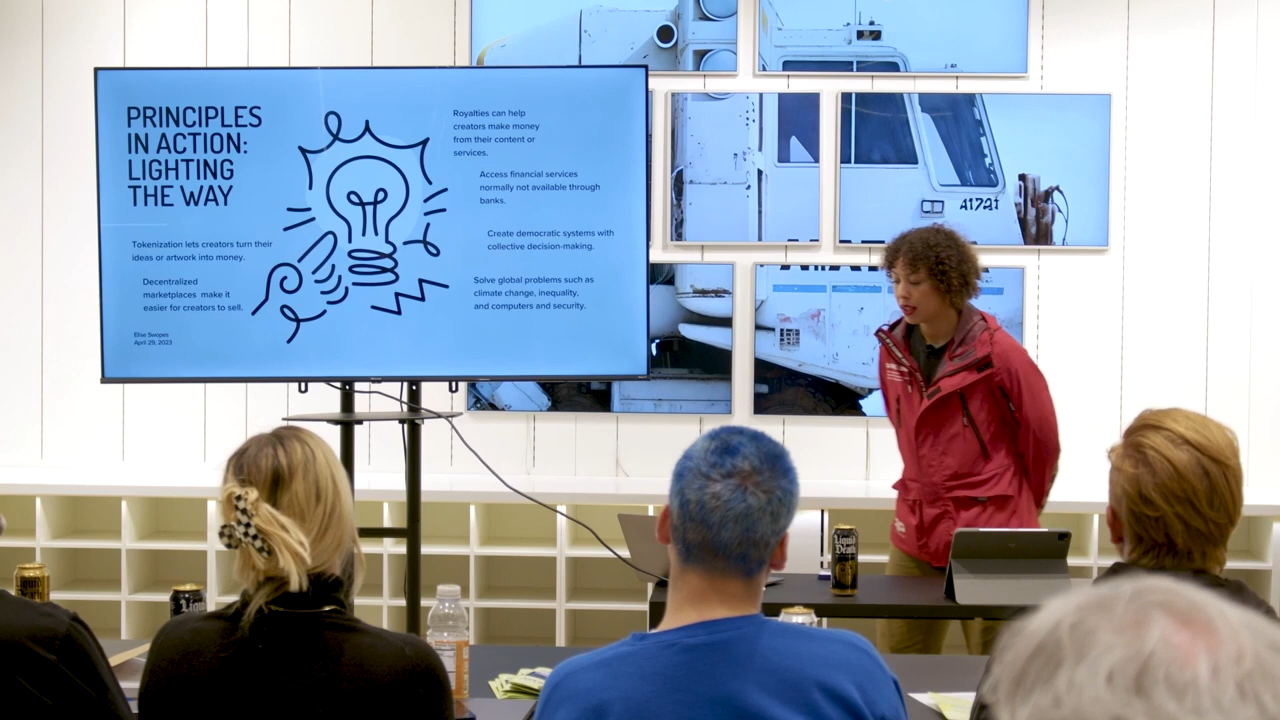 PRINCIPLES
IN ACTION:
LIGHTING
THE WAY
Tokenization lets creators turn their
ideas or artwork into money.
Decentralized
marketplaces make it
easier for creators to sell.
Elise Swopes
April 29, 2023
Royalties can help
creators make money
from their content or
services.
Access financial services
normally not available through
banks.
Create democratic systems with
collective decision-making.
Solve global problems such as
climate change, inequality,
and computers and security.
41721
Liquid
Death
Liquid
Liquid